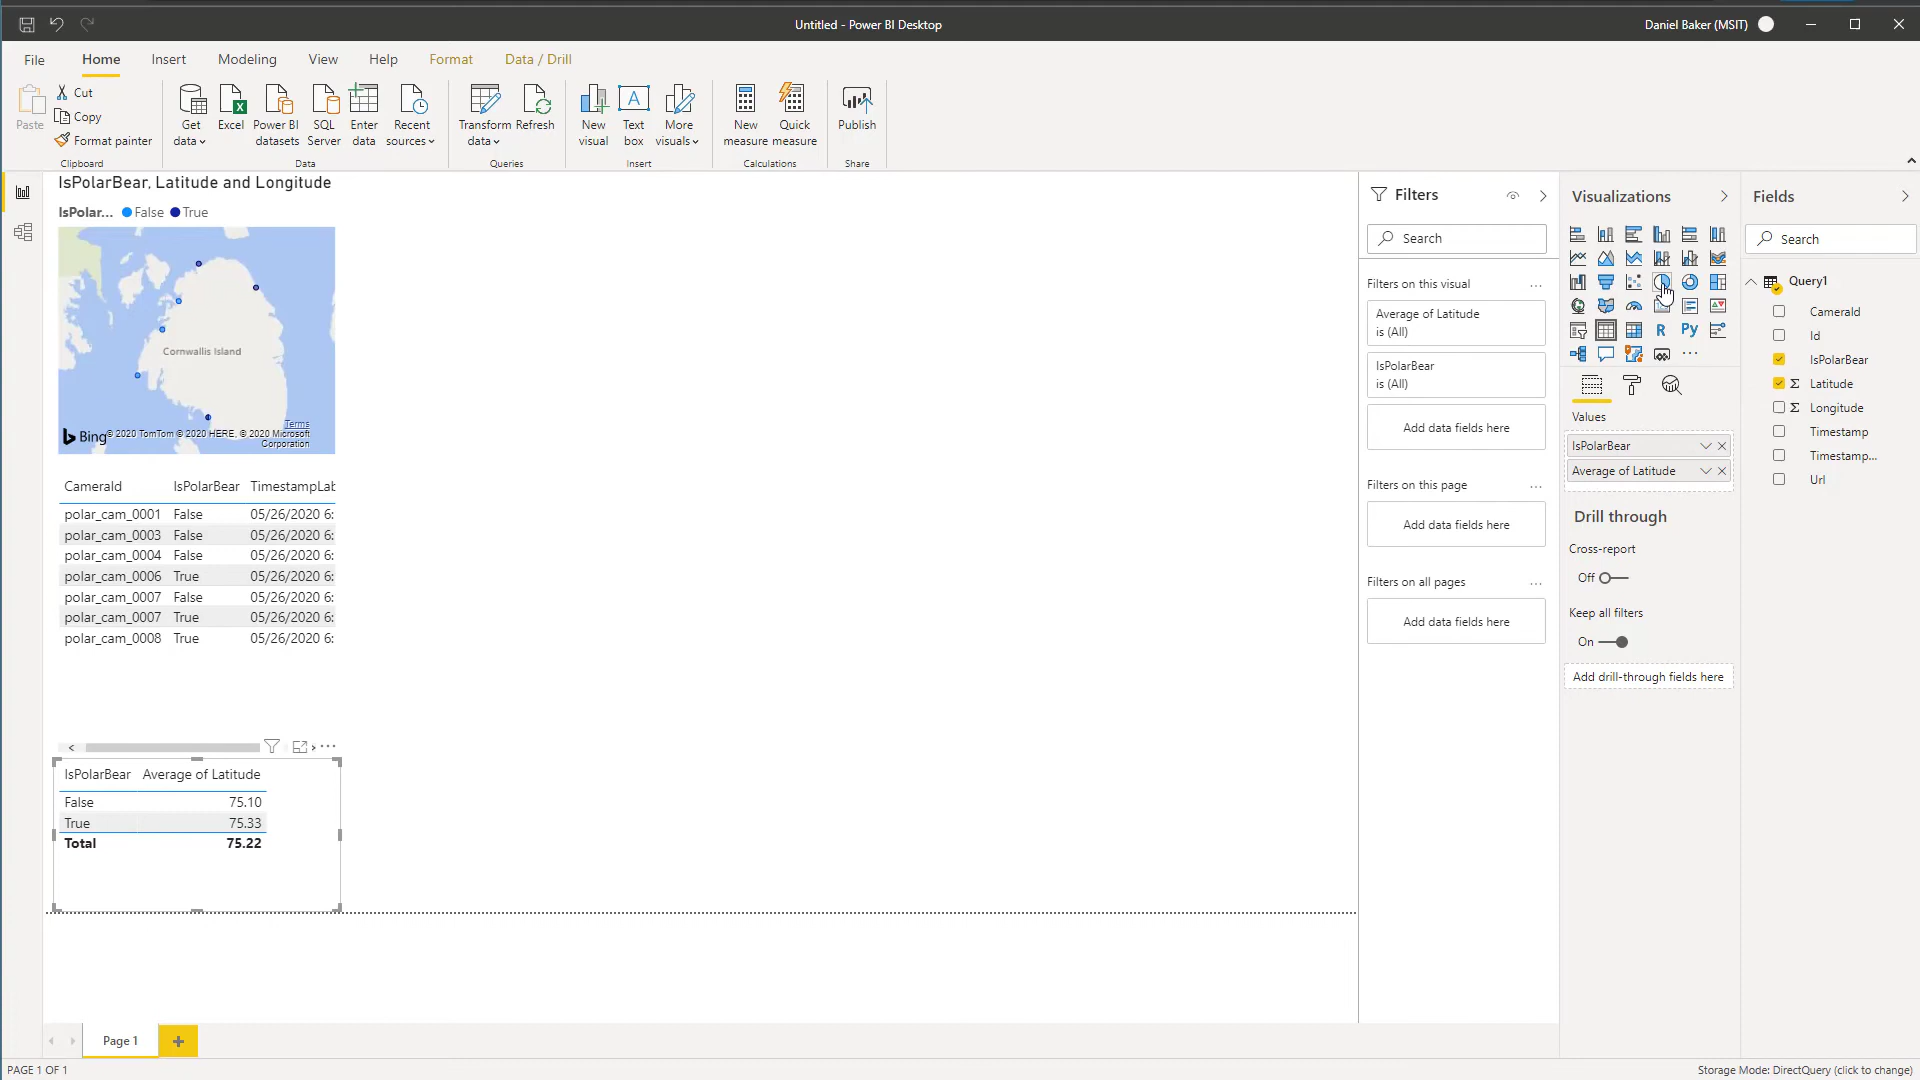 Untitled - Power BI Desktop
Daniel Baker (MSIT)
File
Home
Insert
Modeling
View
Help
Format
Data / Drill
Paste
Cut
Copy
Format painter
Clipboard
Get data
Excel
Power BI datasets
SQL Server
Enter data
Recent sources
Data
Transform data
Refresh
Queries
New visual
Text box
More visuals
Insert
New measure
Quick measure
Calculations
Publish
Share
IsPolarBear, Latitude and Longitude
IsPolar... False True
Cornwallis Island
Terms
Bing
© 2020 TomTom © 2020 HERE, © 2020 Microsoft
Corporation
CameraId IsPolarBear TimestampLab
polar_cam_0001 False 05/26/2020 6:
polar_cam_0003 False 05/26/2020 6:
polar_cam_0004 False 05/26/2020 6:
polar_cam_0006 True 05/26/2020 6:
polar_cam_0007 False 05/26/2020 6:
polar_cam_0007 True 05/26/2020 6:
polar_cam_0008 True 05/26/2020 6:
IsPolarBear Average of Latitude
False 75.10
True 75.33
Total 75.22
Filters
Search
Filters on this visual
Average of Latitude
is (All)
IsPolarBear
is (All)
Add data fields here
Filters on this page
Add data fields here
Filters on all pages
Add data fields here
Visualizations
R Py
Values
IsPolarBear
Average of Latitude
Drill through
Cross-report
Off
Keep all filters
On
Add drill-through fields here
Fields
Search
Query1
CameraId
Id
IsPolarBear
Latitude
Longitude
Timestamp
Timestamp...
Url
Page 1
PAGE 1 OF 1
Storage Mode: DirectQuery (click to change)